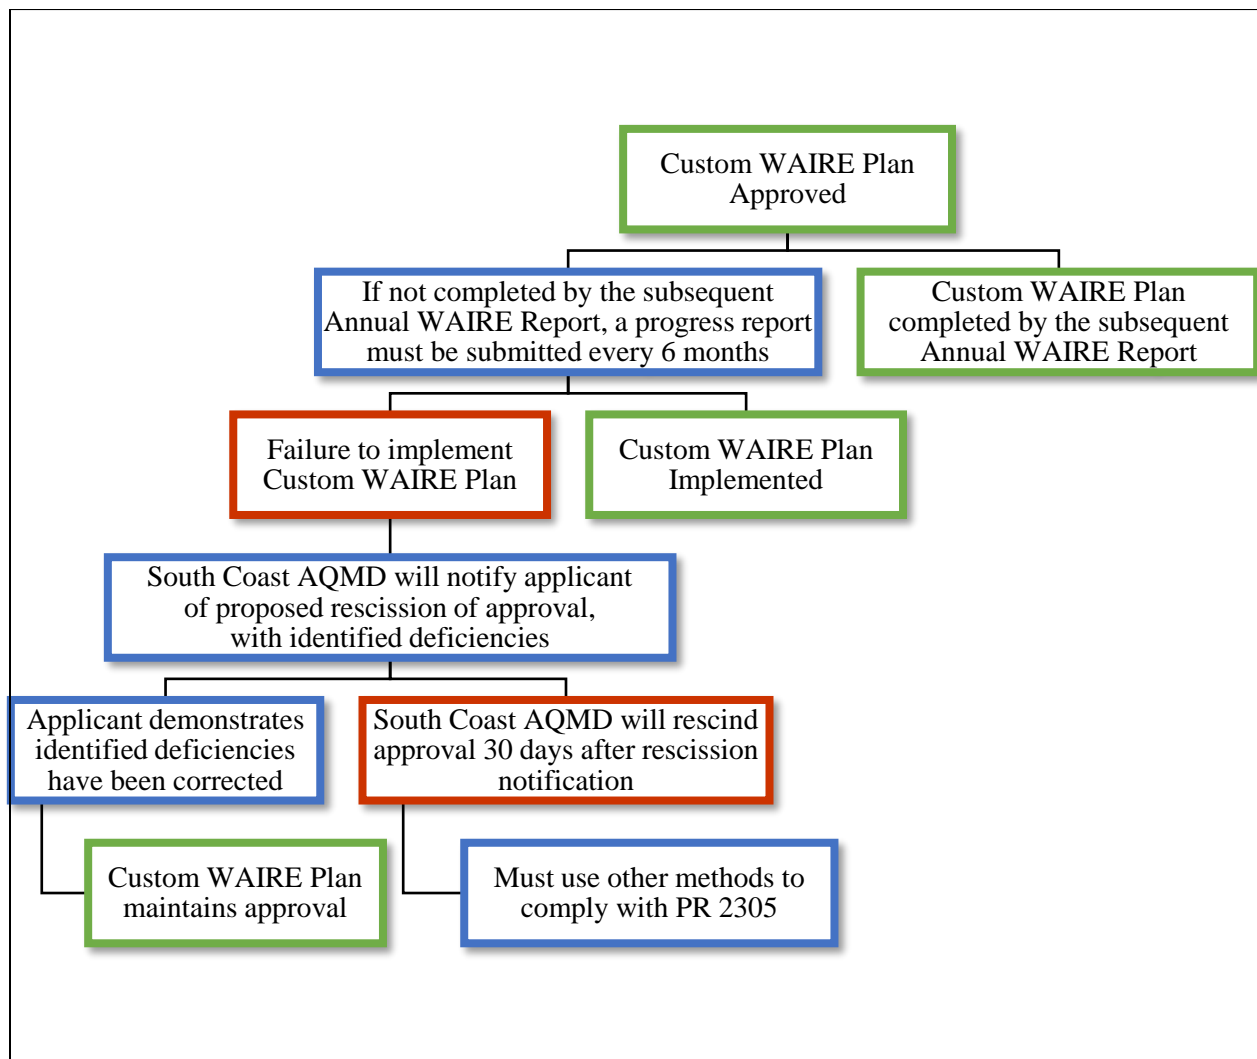 Custom WAIRE Plan
Approved
If not completed by the subsequent
Annual WAIRE Report, a progress report
must be submitted every 6 months
Custom WAIRE Plan
completed by the subsequent
Annual WAIRE Report
Failure to implement
Custom WAIRE Plan
Custom WAIRE Plan
Implemented
South Coast AQMD will notify applicant
of proposed rescission of approval,
with identified deficiencies
Applicant demonstrates
identified deficiencies
have been corrected
South Coast AQMD will rescind
approval 30 days after rescission
notification
Custom WAIRE Plan
maintains approval
Must use other methods to
comply with PR 2305